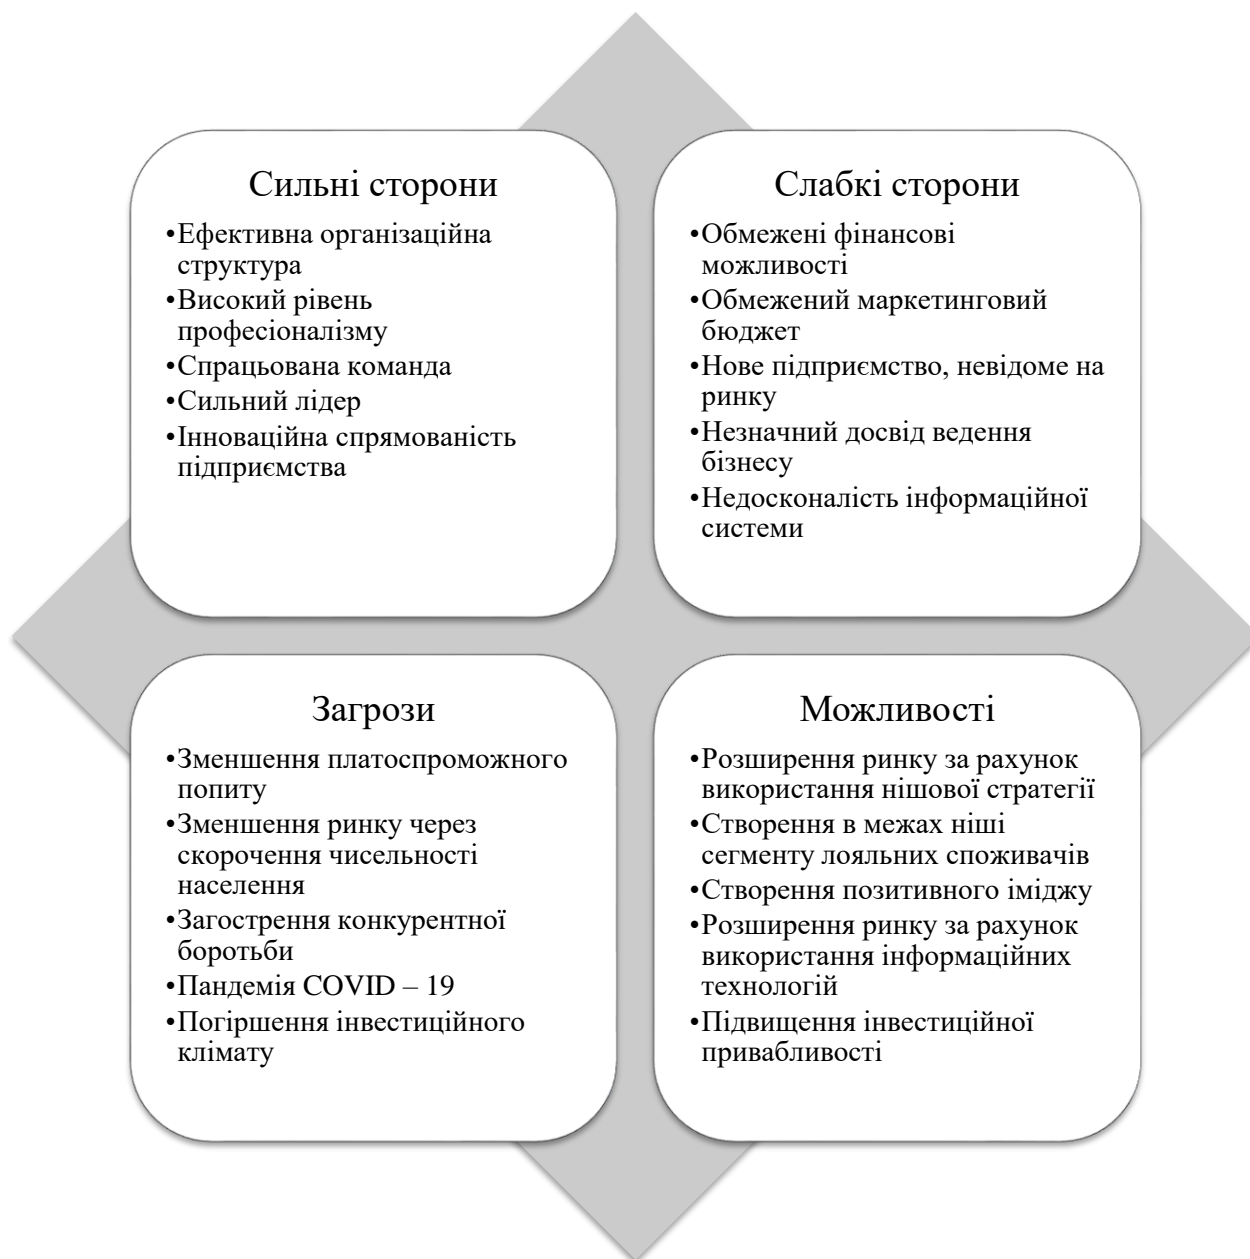 Сильні сторони
•Ефективна організаційна
структура
•Високий рівень
професіоналізму
•Спрацьована команда
•Сильний лідер
•Інноваційна спрямованість
підприємства
Слабкі сторони
•Обмежені фінансові
можливості
•Обмежений маркетинговий
бюджет
•Нове підприємство, невідоме на
ринку
•Незначний досвід ведення
бізнесу
•Недосконалість інформаційної
системи
Загрози
•Зменшення платоспроможного
попиту
•Зменшення ринку через
скорочення чисельності
населення
•Загострення конкурентної
боротьби
•Пандемія COVID – 19
•Погіршення інвестиційного
клімату
Можливості
•Розширення ринку за рахунок
використання нішової стратегії
•Створення в межах ніші
сегменту лояльних споживачів
•Створення позитивного іміджу
•Розширення ринку за рахунок
використання інформаційних
технологій
•Підвищення інвестиційної
привабливості